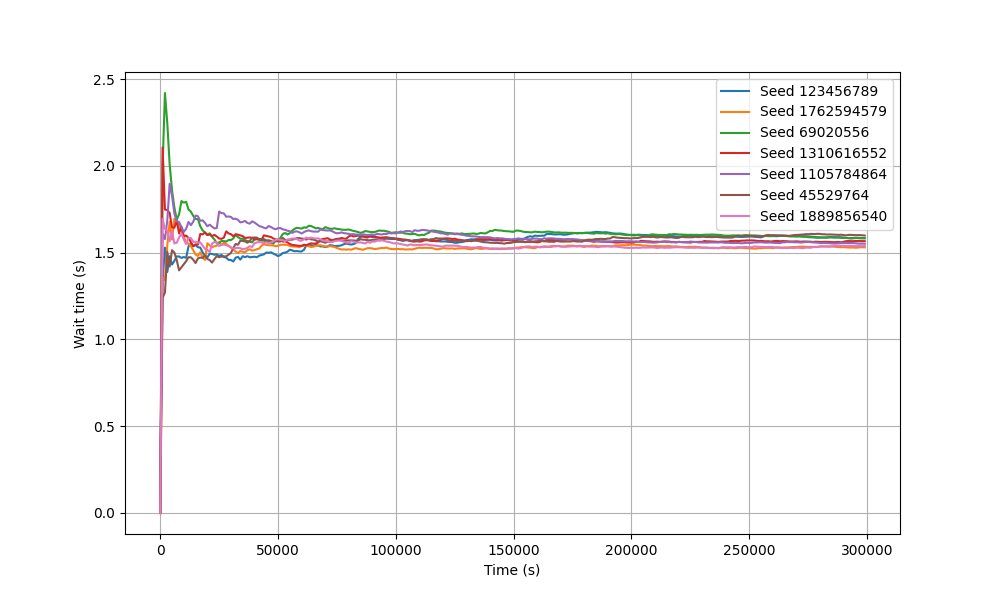 2.5
2.0
1.5
1.0
0.5
0.0
Wait time (s)
Seed 123456789
Seed 1762594579
Seed 69020556
Seed 1310616552
Seed 1105784864
Seed 45529764
Seed 1889856540
0 50000 100000 150000 200000 250000 300000
Time (s)